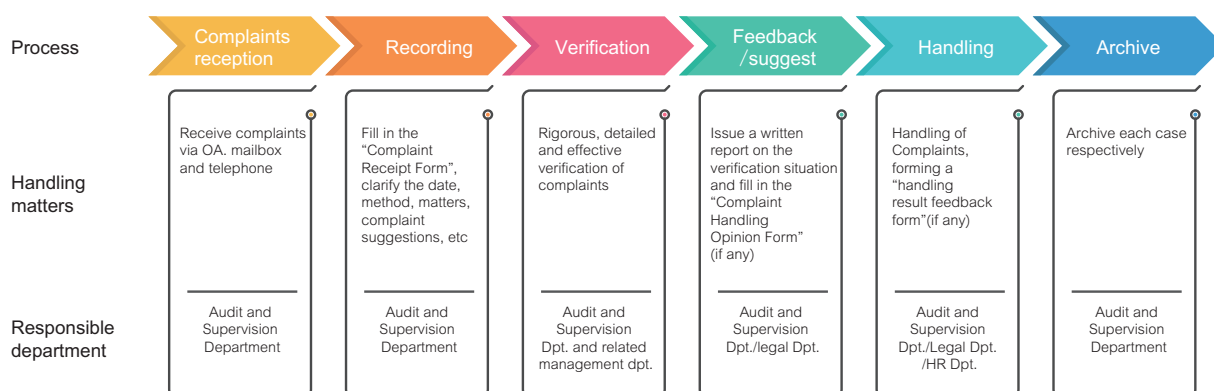 Process
Complaints
reception
Recording
Verification
Feedback
/suggest
Handling
Archive
Handling
matters
Receive complaints
via OA. mailbox
and telephone
Fill in the
“Complaint
Receipt Form”,
clarify the date,
method, matters,
complaint
suggestions, etc
Rigorous, detailed
and effective
verification of
complaints
Issue a written
report on the
verification situation
and fill in the
“Complaint
Handling
Opinion Form”
(if any)
Handling of
Complaints,
forming a
“handling
result feedback
form”(if any)
Archive each case
respectively
Responsible
department
Audit and
Supervision
Department
Audit and
Supervision
Department
Audit and
Supervision
Dpt. and related
management dpt.
Audit and
Supervision
Dpt./legal Dpt.
Audit and
Supervision
Dpt./Legal Dpt.
/HR Dpt.
Audit and
Supervision
Department